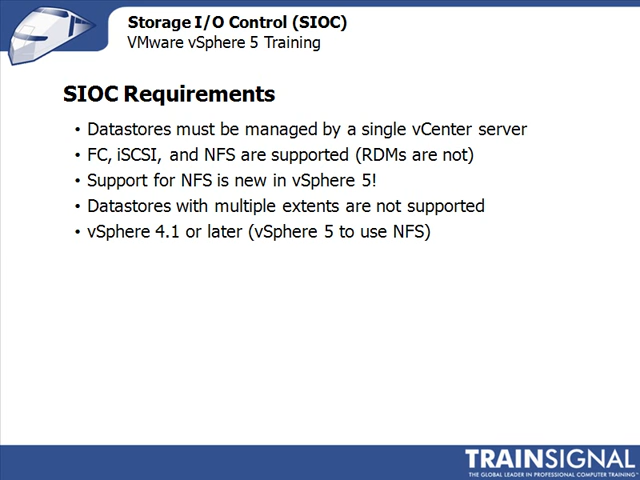 Storage I/O Control (SIOC)
VMware vSphere 5 Training
SIOC Requirements
• Datastores must be managed by a single vCenter server
• FC, iSCSI, and NFS are supported (RDMs are not)
• Support for NFS is new in vSphere 5!
• Datastores with multiple extents are not supported
• vSphere 4.1 or later (vSphere 5 to use NFS)
TRAINSIGNAL
THE GLOBAL LEADER IN PROFESSIONAL COMPUTER TRAINING